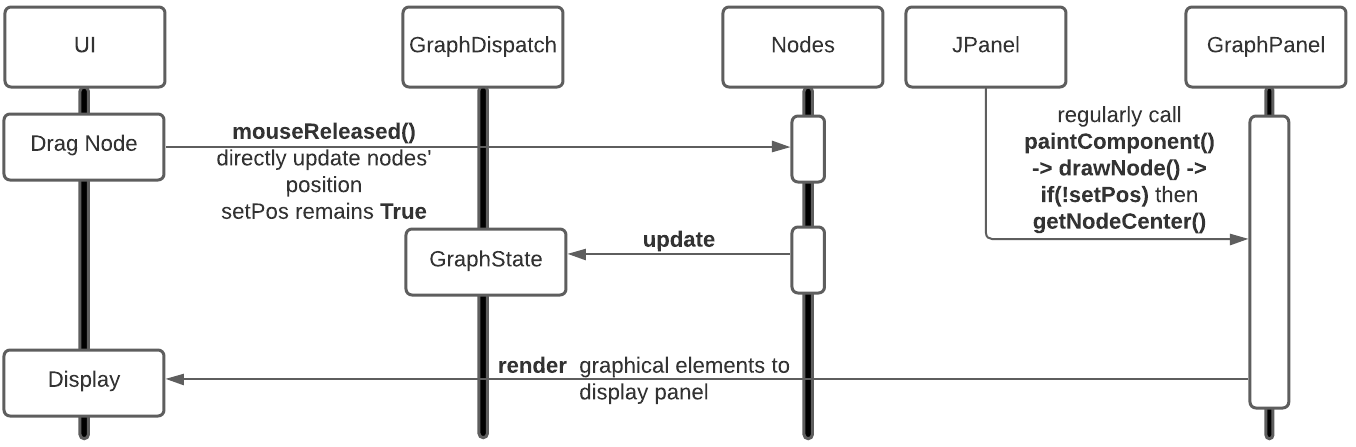 UI
GraphDispatch
Nodes
JPanel
GraphPanel
Drag Node
mouseReleased()
directly update nodes'
position
setPos remains True
regularly call
paintComponent()
-> drawNode() ->
if(!setPos) then
getNodeCenter()
GraphState
update
Display
render graphical elements to
display panel